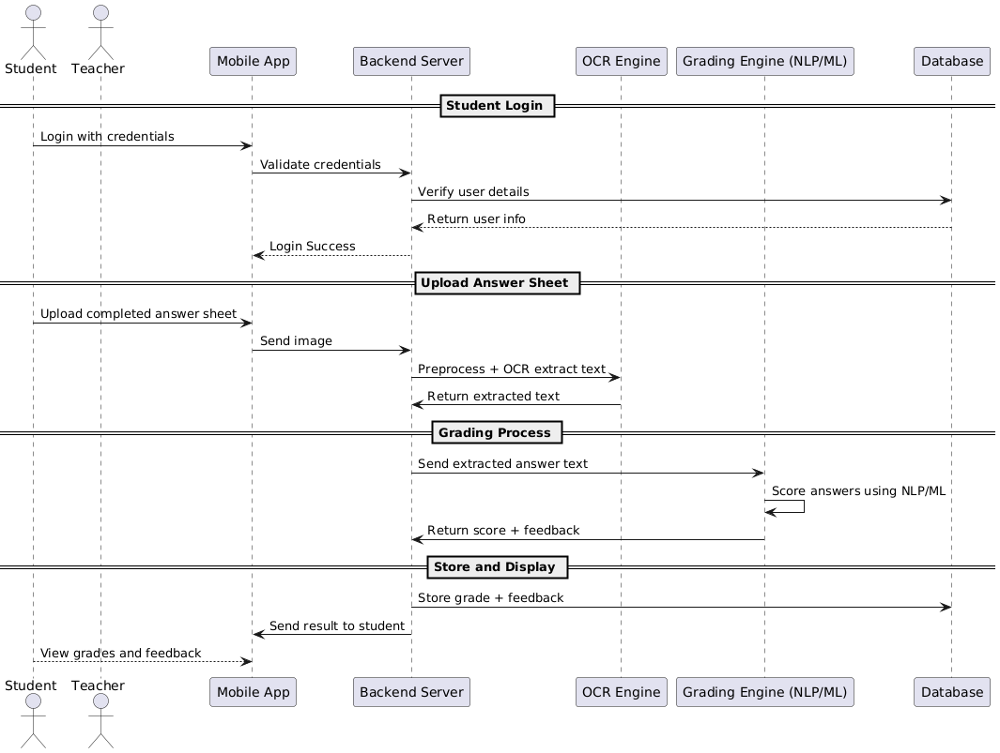 Student
Teacher
Mobile App
Backend Server
OCR Engine
Grading Engine (NLP/ML)
Database
Student Login
Login with credentials
Validate credentials
Verify user details
Return user info
Login Success
Upload Answer Sheet
Upload completed answer sheet
Send image
Preprocess + OCR extract text
Return extracted text
Grading Process
Send extracted answer text
Score answers using NLP/ML
Return score + feedback
Store and Display
Store grade + feedback
Send result to student
View grades and feedback
Student
Teacher
Mobile App
Backend Server
OCR Engine
Grading Engine (NLP/ML)
Database